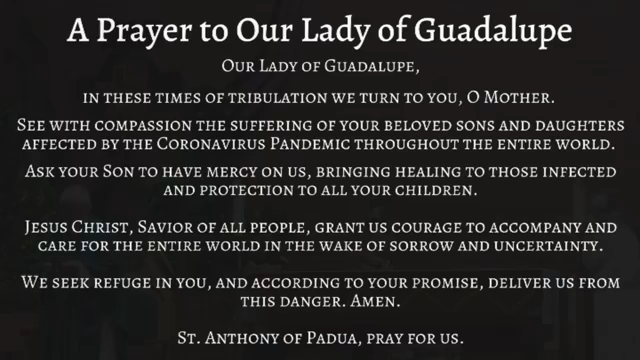 A Prayer to Our Lady of Guadalupe
Our Lady of Guadalupe,
in these times of tribulation we turn to you, O Mother.
See with compassion the suffering of your beloved sons and daughters
affected by the Coronavirus Pandemic throughout the entire world.
Ask your Son to have mercy on us, bringing healing to those infected
and protection to all your children.
Jesus Christ, Savior of all people, grant us courage to accompany and
care for the entire world in the wake of sorrow and uncertainty.
We seek refuge in you, and according to your promise, deliver us from
this danger. Amen.
St. Anthony of Padua, pray for us.